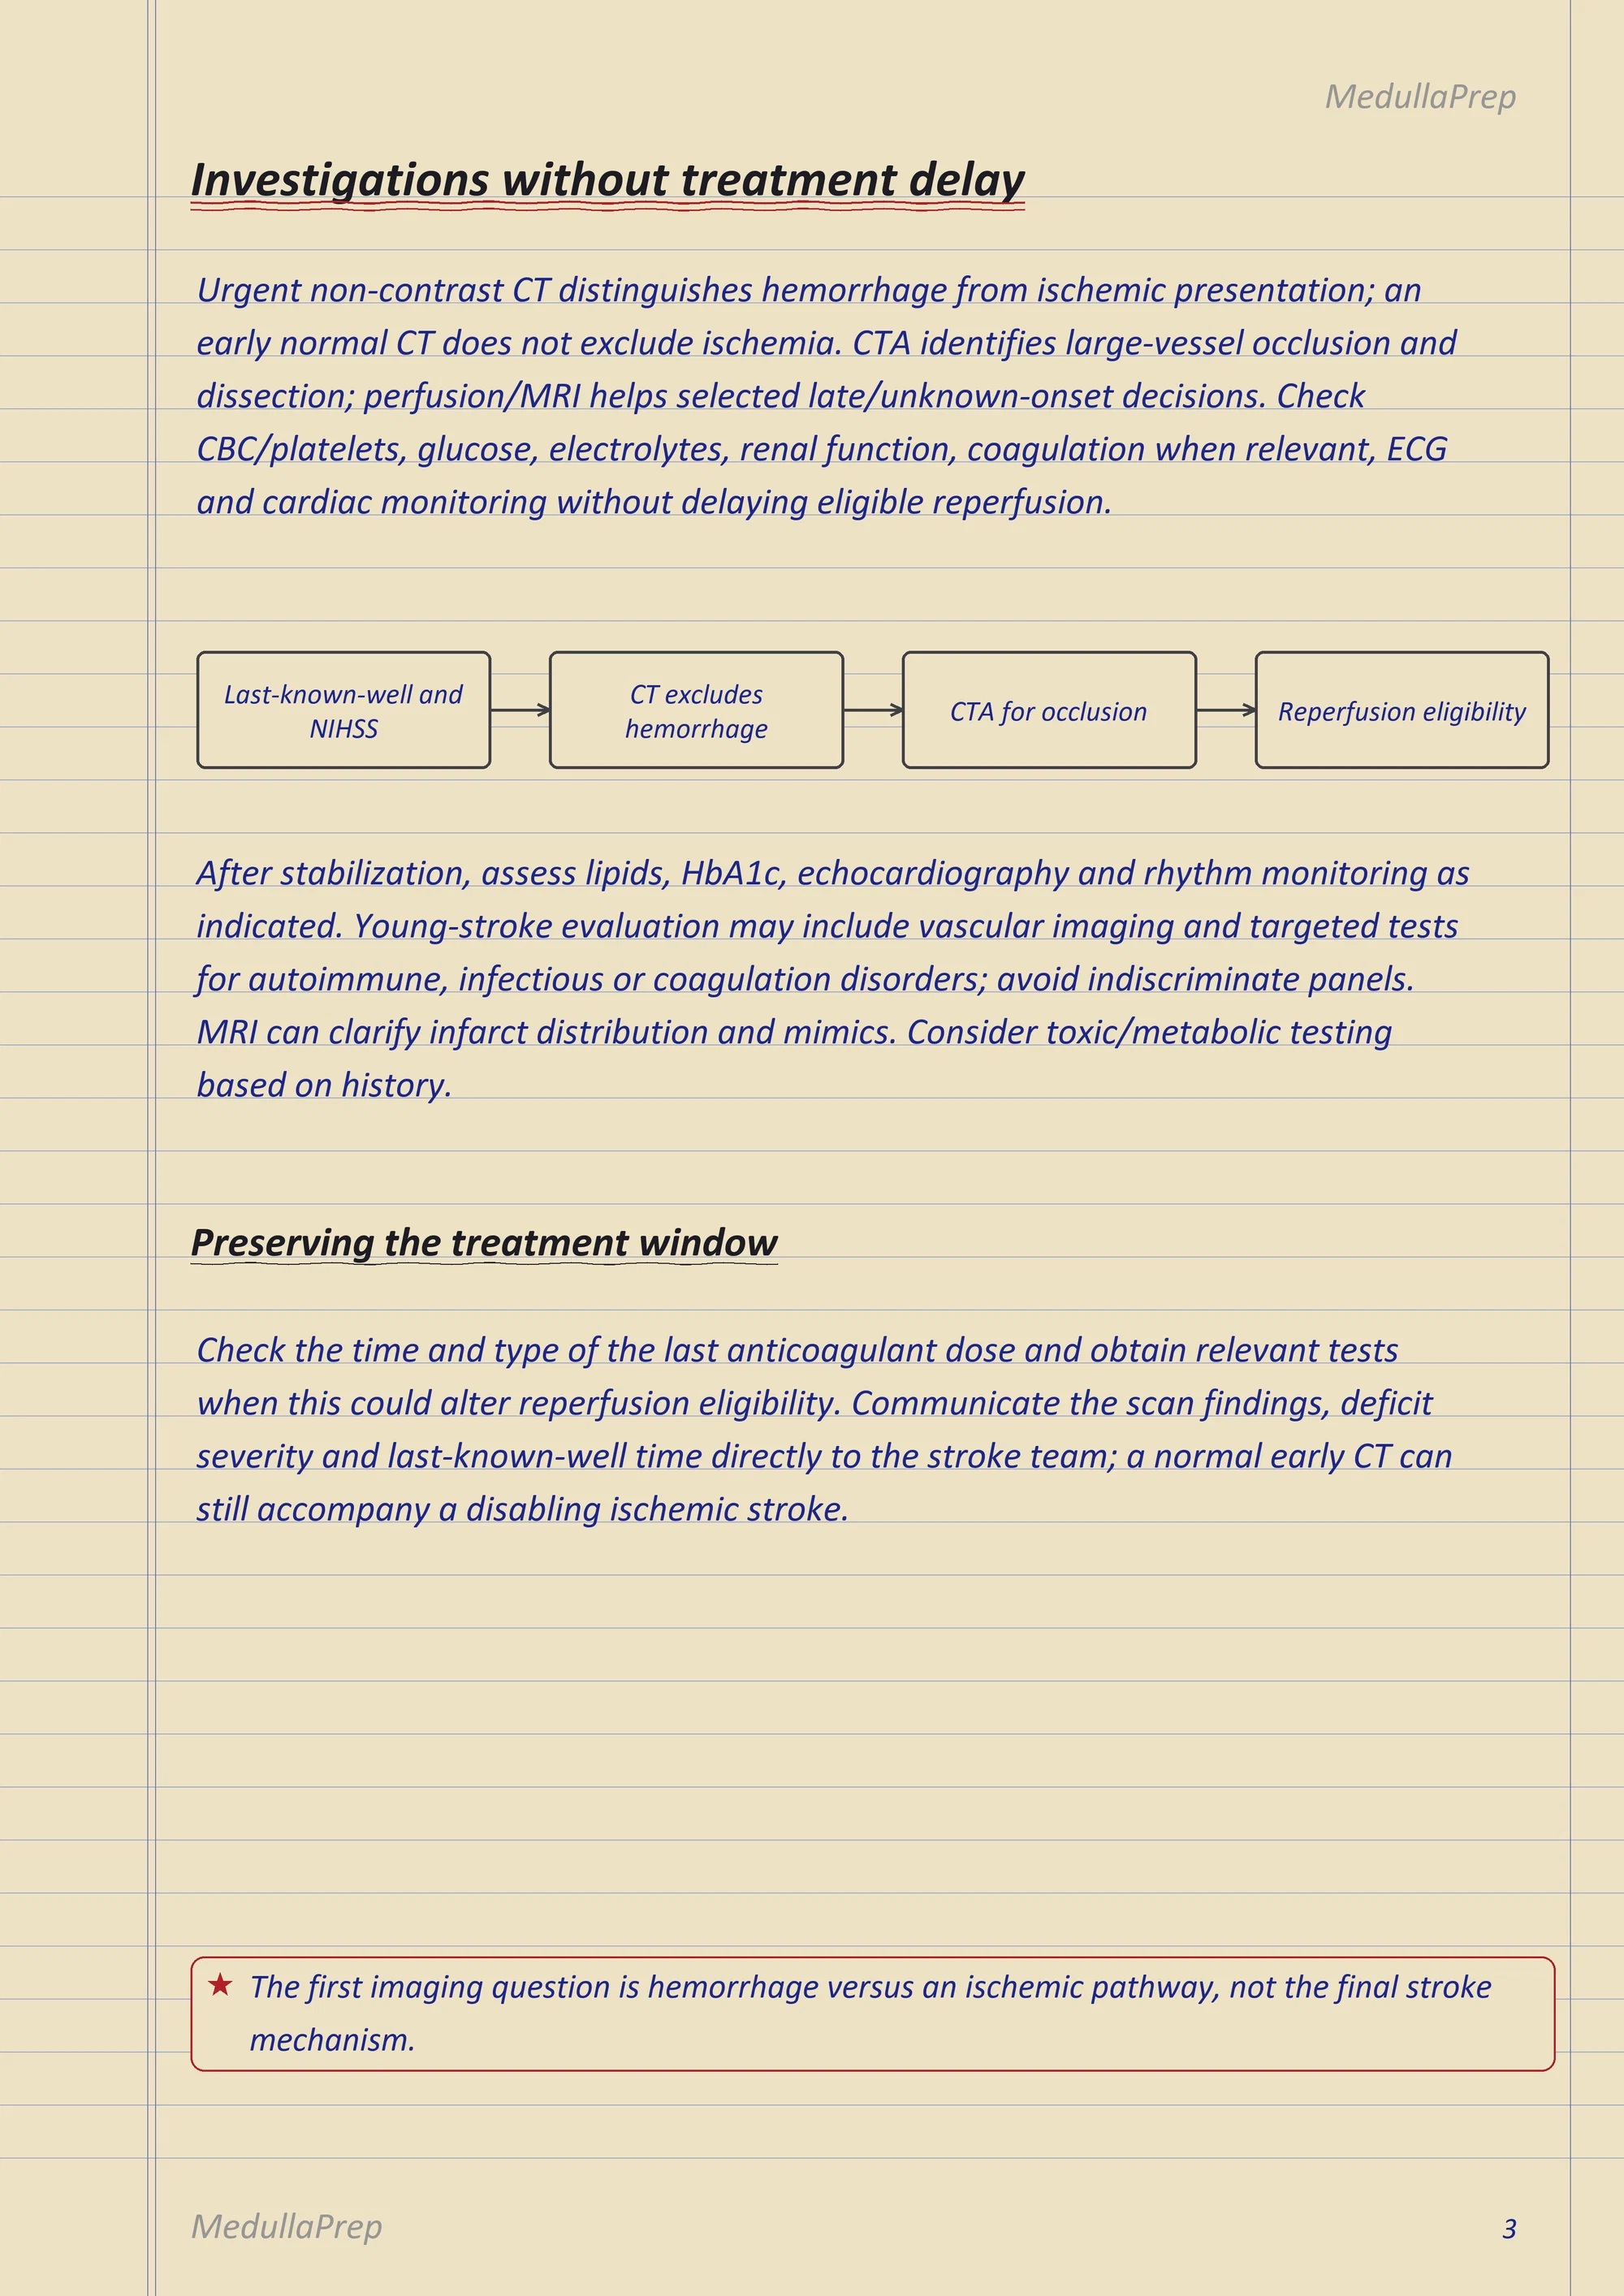 MedullaPrep
Investigations without treatment delay
Urgent non-contrast CT distinguishes hemorrhage from ischemic presentation; an
early normal CT does not exclude ischemia. CTA identifies large-vessel occlusion and
dissection; perfusion/MRI helps selected late/unknown-onset decisions. Check
CBC/platelets, glucose, electrolytes, renal function, coagulation when relevant, ECG
and cardiac monitoring without delaying eligible reperfusion.
Last-known-well and
NIHSS
CT excludes
hemorrhage
CTA for occlusion
Reperfusion eligibility
After stabilization, assess lipids, HbA1c, echocardiography and rhythm monitoring as
indicated. Young-stroke evaluation may include vascular imaging and targeted tests
for autoimmune, infectious or coagulation disorders; avoid indiscriminate panels.
MRI can clarify infarct distribution and mimics. Consider toxic/metabolic testing
based on history.
Preserving the treatment window
Check the time and type of the last anticoagulant dose and obtain relevant tests
when this could alter reperfusion eligibility. Communicate the scan findings, deficit
severity and last-known-well time directly to the stroke team; a normal early CT can
still accompany a disabling ischemic stroke.
★ The first imaging question is hemorrhage versus an ischemic pathway, not the final stroke
mechanism.
MedullaPrep
3